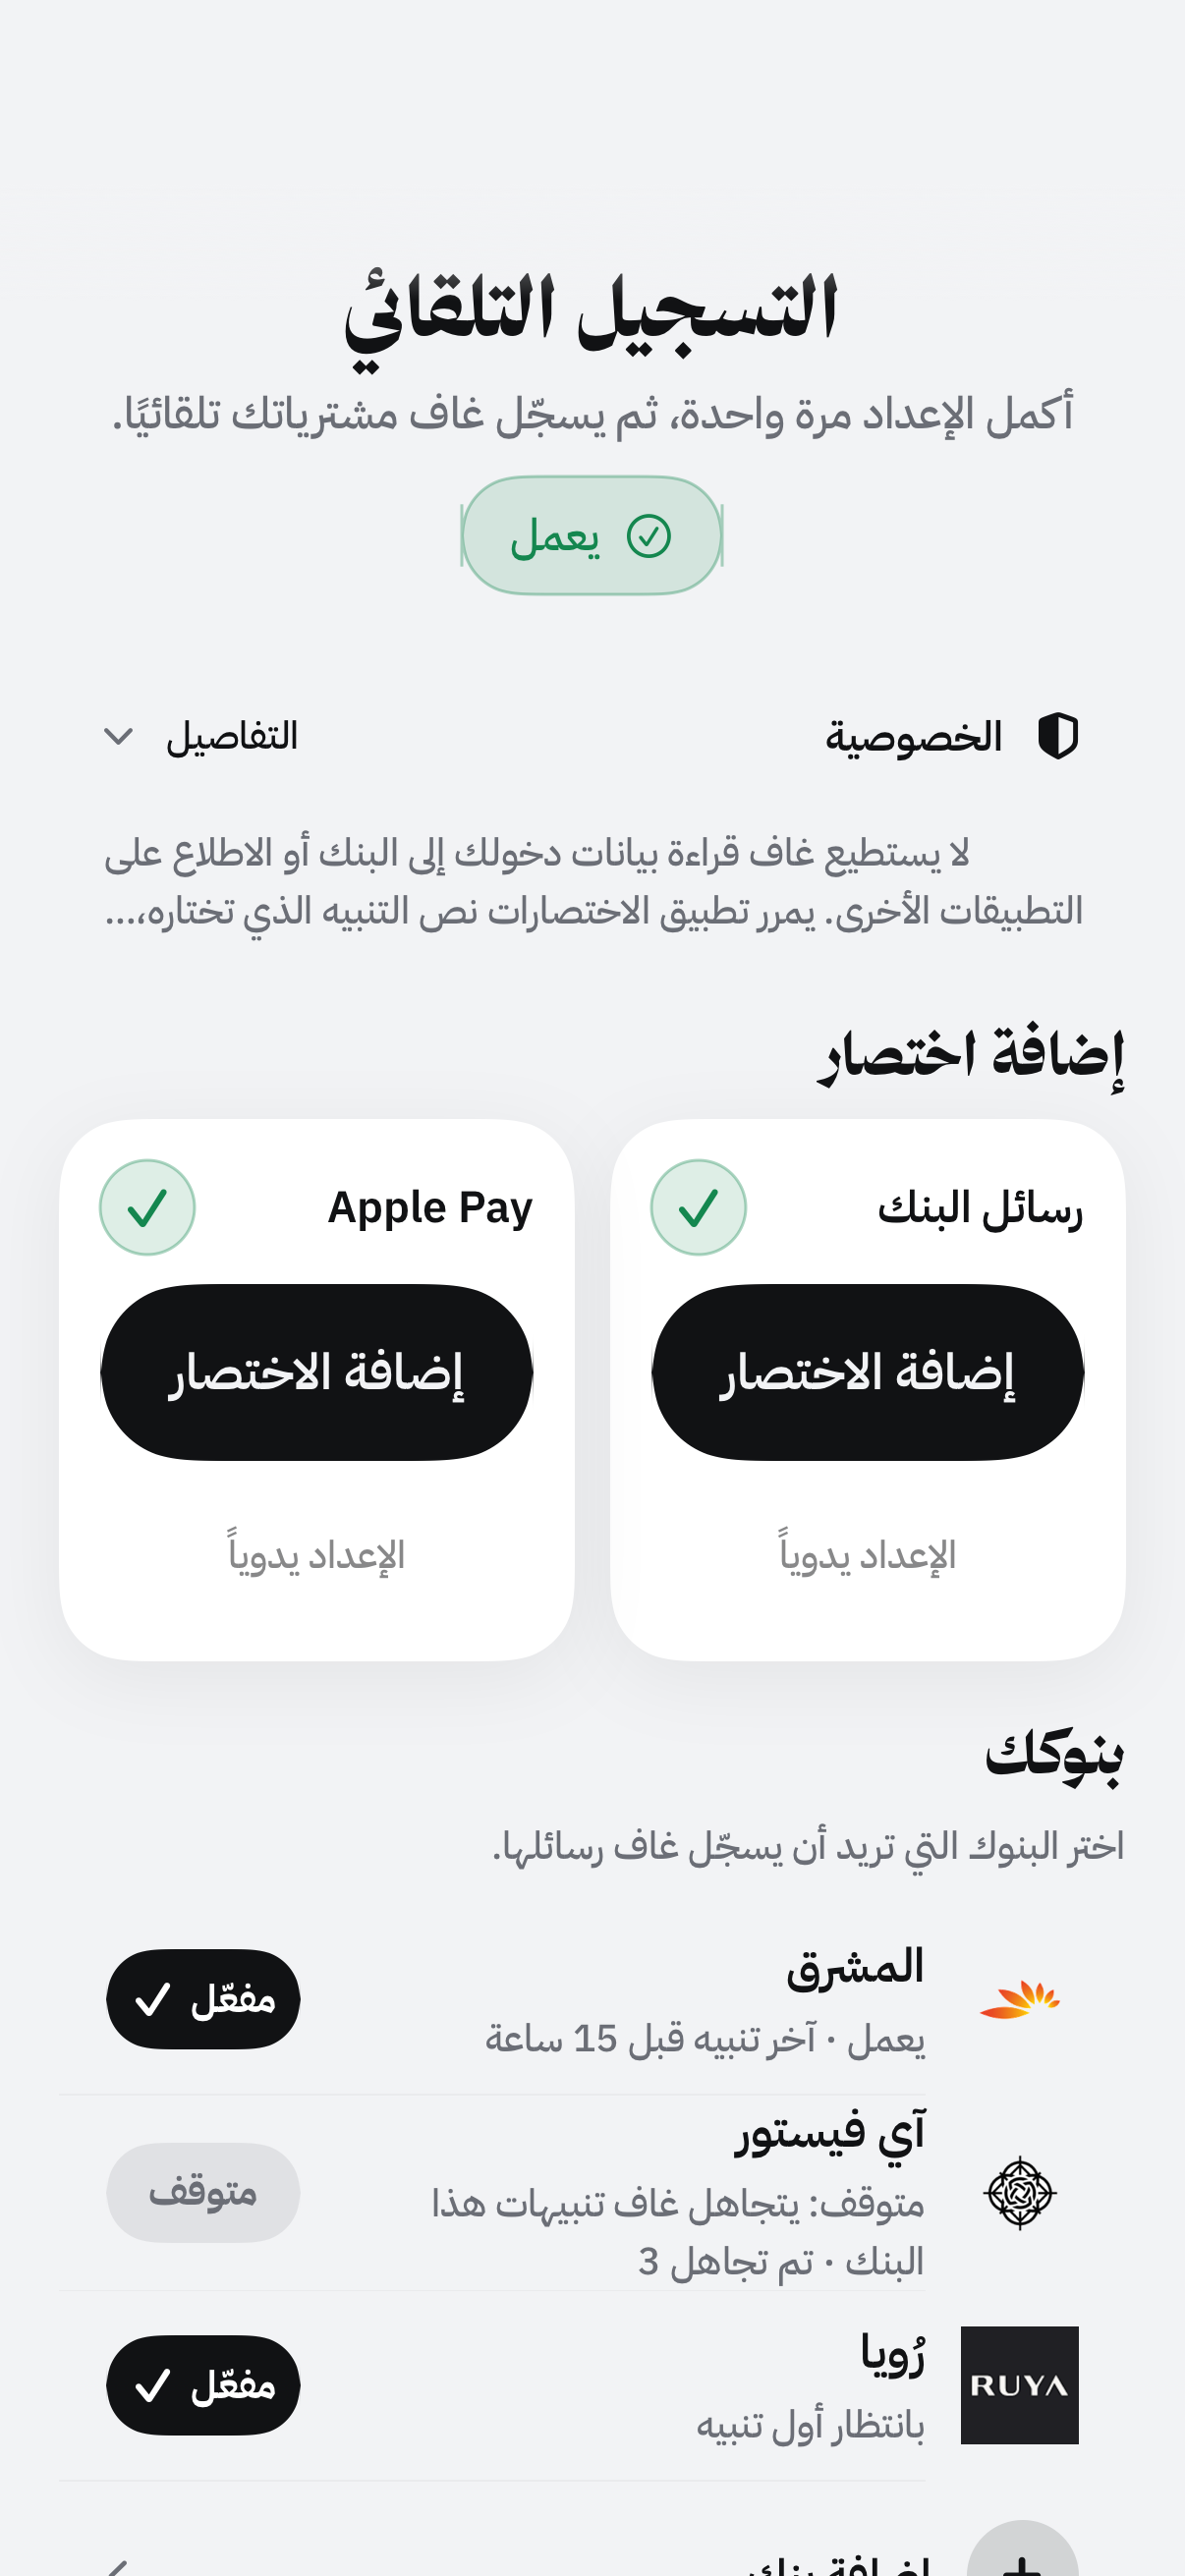 التسجيل التلقائي
أكمل الإعداد مرة واحدة، ثم يسجّل غاف مشترياتك تلقائيًا.
يعمل
الخصوصية
التفاصيل
لا يستطيع غاف قراءة بيانات دخولك إلى البنك أو الاطلاع على
التطبيقات الأخرى. يمرر تطبيق الاختصارات نص التنبيه الذي تختاره،...
إضافة اختصار
رسائل البنك
إضافة الاختصار
الإعداد يدوياً
Apple Pay
إضافة الاختصار
الإعداد يدوياً
بنوكك
اختر البنوك التي تريد أن يسجّل غاف رسائلها.
المشرق
يعمل · آخر تنبيه قبل 15 ساعة
مفعّل
آي فيستور
متوقف: يتجاهل غاف تنبيهات هذا
البنك · تم تجاهل 3
متوقف
RUYA
رُويا
بانتظار أول تنبيه
مفعّل
إضافة بنك